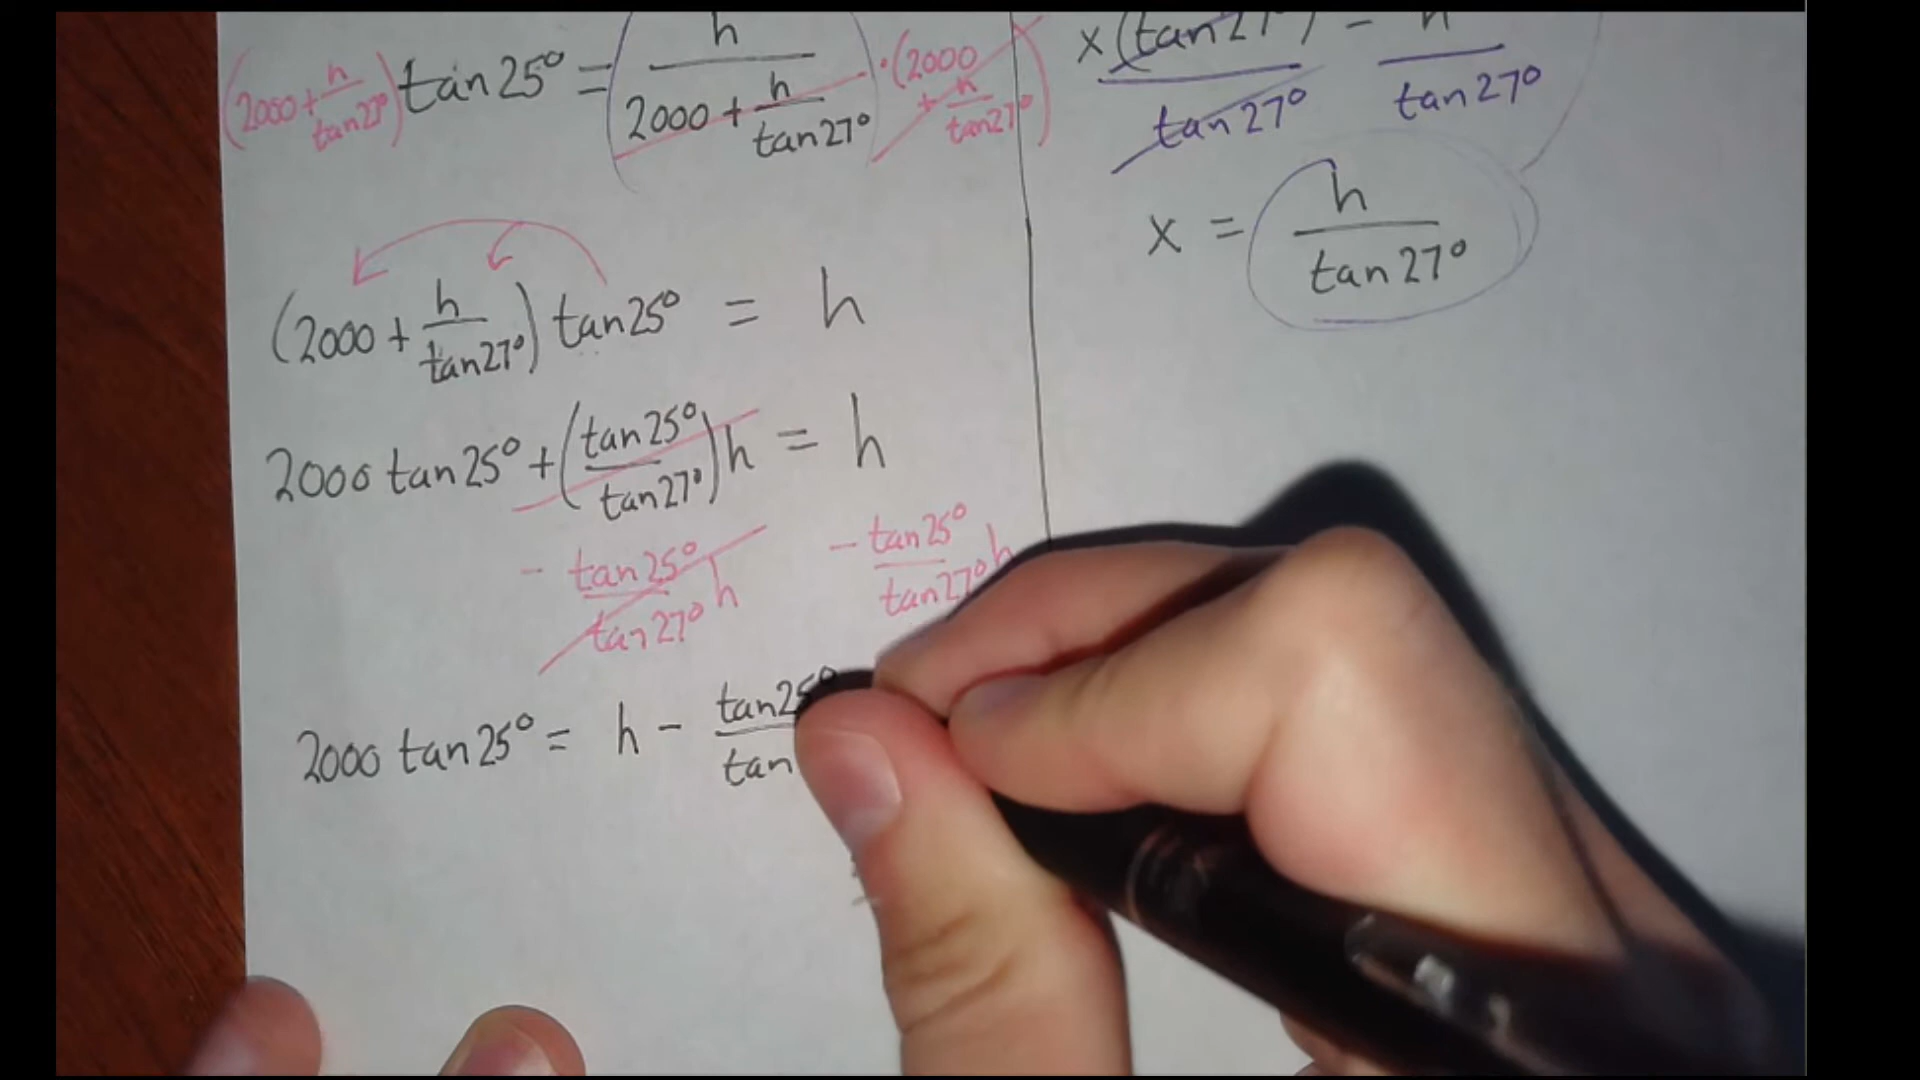 (2000 + h/tan27°) tan25° = (h/(2000 + h/tan27°)) · (2000 + h/tan27°)
(2000 + h/tan27°) tan25° = h
2000 tan25° + (tan25°/tan27°)h = h
- tan25°/tan27° h - tan25°/tan27° h
2000 tan25° = h - tan25°/tan
x(tan27°) = h
tan27° tan27°
x = h/tan27°